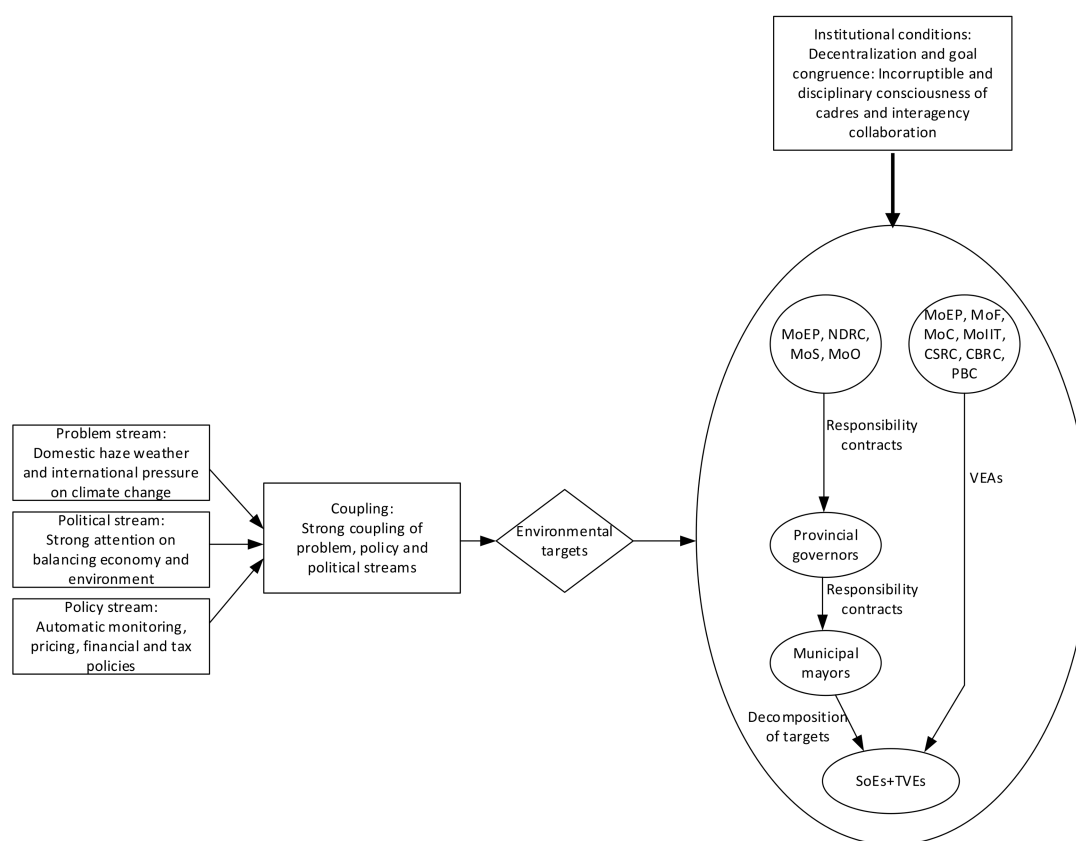 Institutional conditions:
Decentralization and goal
congruence: Incorruptible and
disciplinary consciousness of
cadres and interagency
collaboration
MoEP, NDRC,
MoS, MoO
MoEP, MoF,
MoC, MoIIT,
CSRC, CBRC,
PBC
Responsibility
contracts
VEAs
Problem stream:
Domestic haze weather
and international pressure
on climate change
Political stream:
Strong attention on
balancing economy and
environment
Policy stream:
Automatic monitoring,
pricing, financial and tax
policies
Coupling:
Strong coupling of
problem, policy and
political streams
Environmental
targets
Provincial
governors
Responsibility
contracts
Municipal
mayors
Decomposition
of targets
SoEs+TVEs